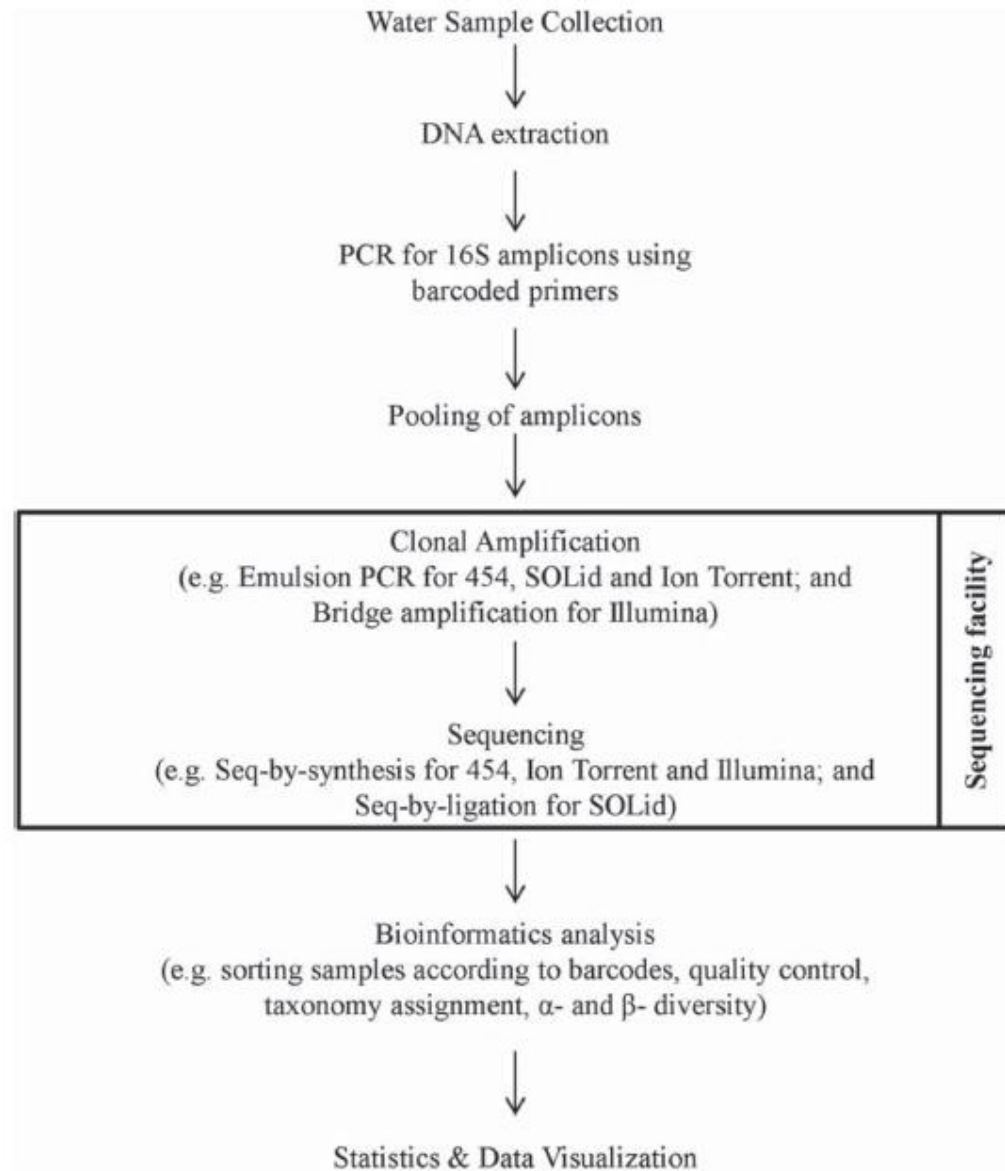 Water Sample Collection
DNA extraction
PCR for 16S amplicons using
barcoded primers
Pooling of amplicons
Clonal Amplification
(e.g. Emulsion PCR for 454, SOLid and Ion Torrent; and
Bridge amplification for Illumina)
Sequencing
(e.g. Seq-by-synthesis for 454, Ion Torrent and Illumina; and
Seq-by-ligation for SOLid)
Sequencing facility
Bioinformatics analysis
(e.g. sorting samples according to barcodes, quality control,
taxonomy assignment, α- and β- diversity)
Statistics & Data Visualization